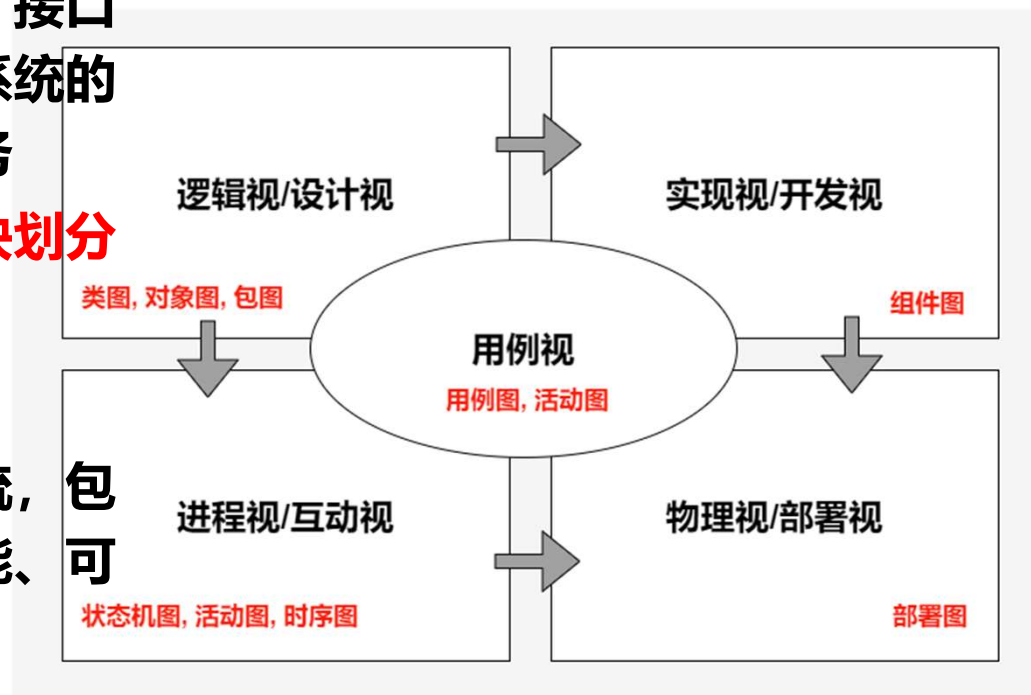 接口
系统的
务
块划分
流，包
能、可
逻辑视/设计视
类图, 对象图, 包图
实现视/开发视
组件图
用例视
用例图, 活动图
进程视/互动视
状态机图, 活动图, 时序图
物理视/部署视
部署图